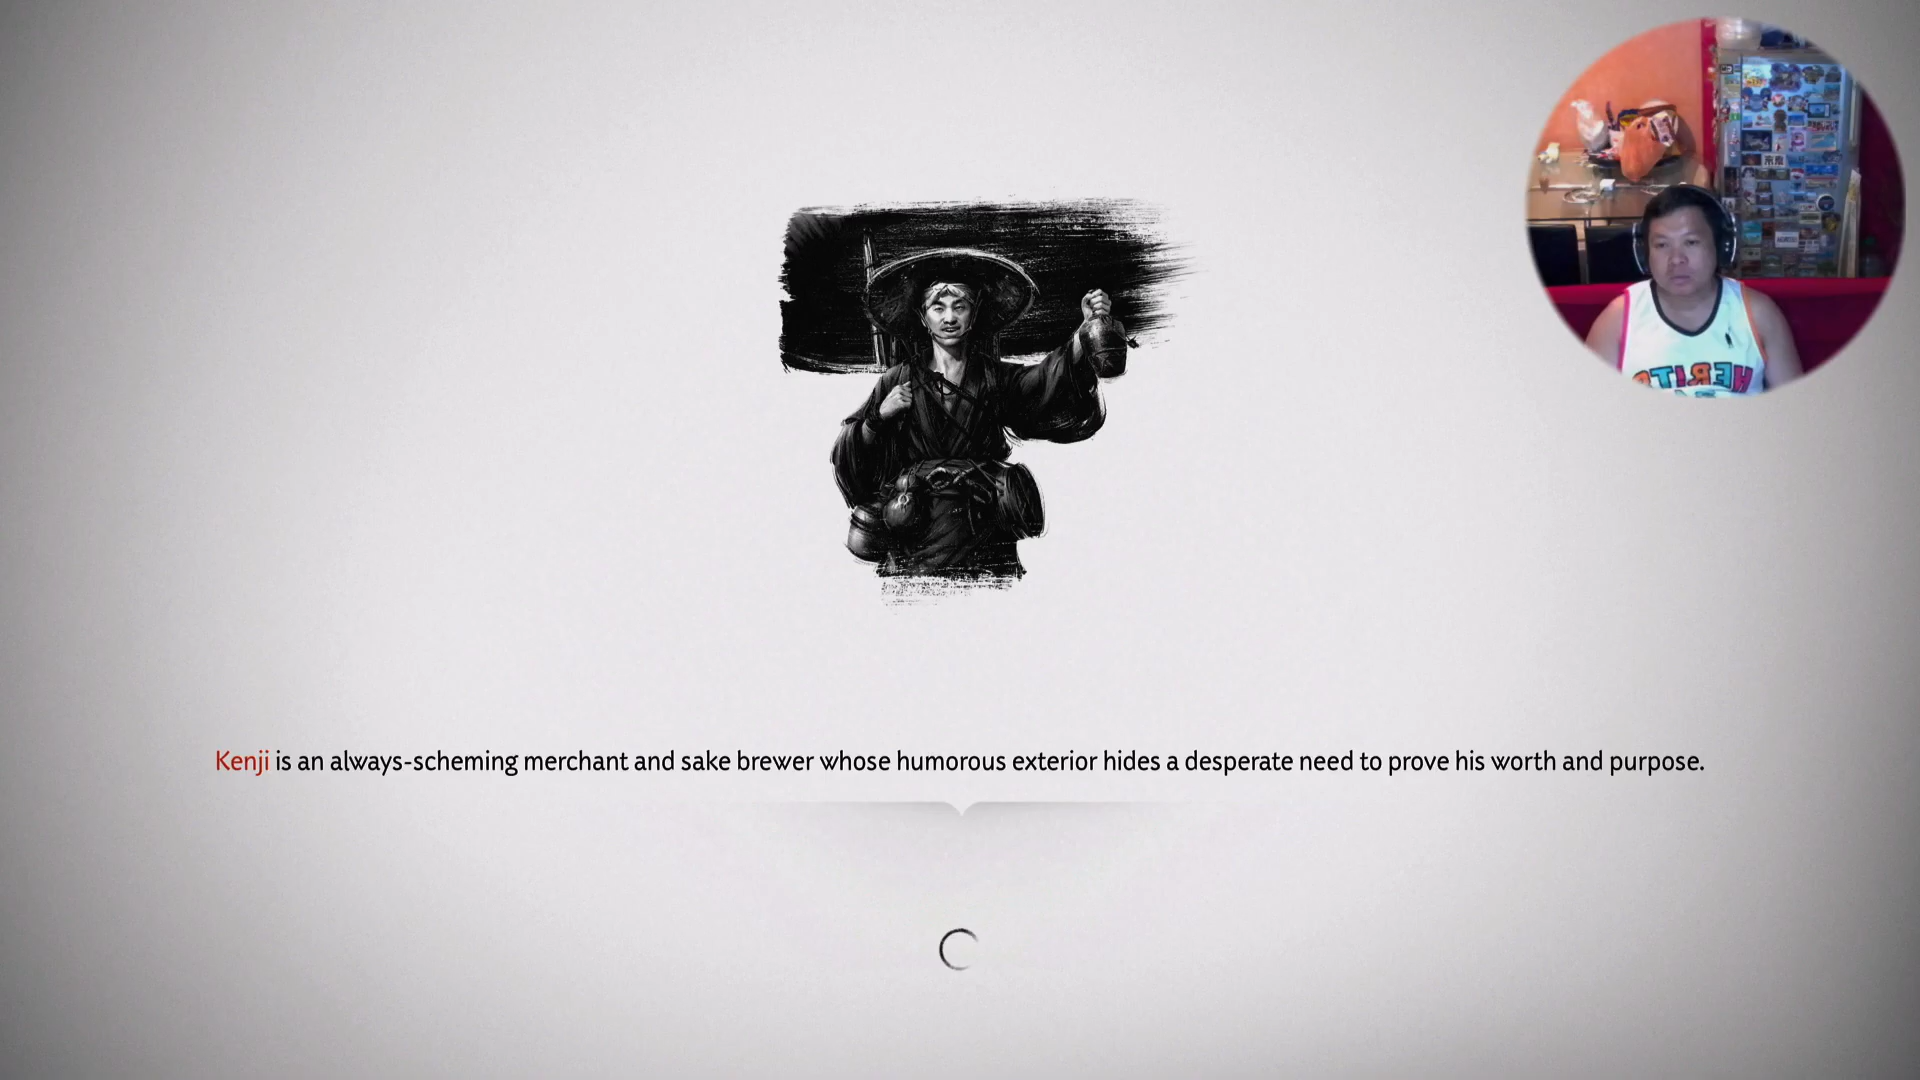 Kenji is an always-scheming merchant and sake brewer whose humorous exterior hides a desperate need to prove his worth and purpose.